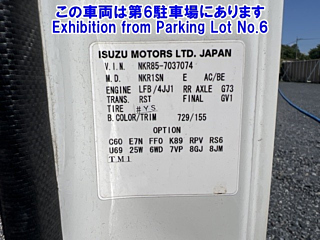 この車両は第6駐車場にあります
Exhibition from Parking Lot No.6
ISUZU MOTORS LTD. JAPAN
V.I.N. NKR85-7037074
M.D. NKR1SN E AC/BE
ENGINE LFB/4JJ1 RR AXLE G73
TRANS. RST FINAL GV1
TIRE #Y.S.
B.COLOR/TRIM 729/155
OPTION
C60 E7N FF0 K89 RPV RS6
U69 25W 6WD 7VP 8GJ 8JM
TM1